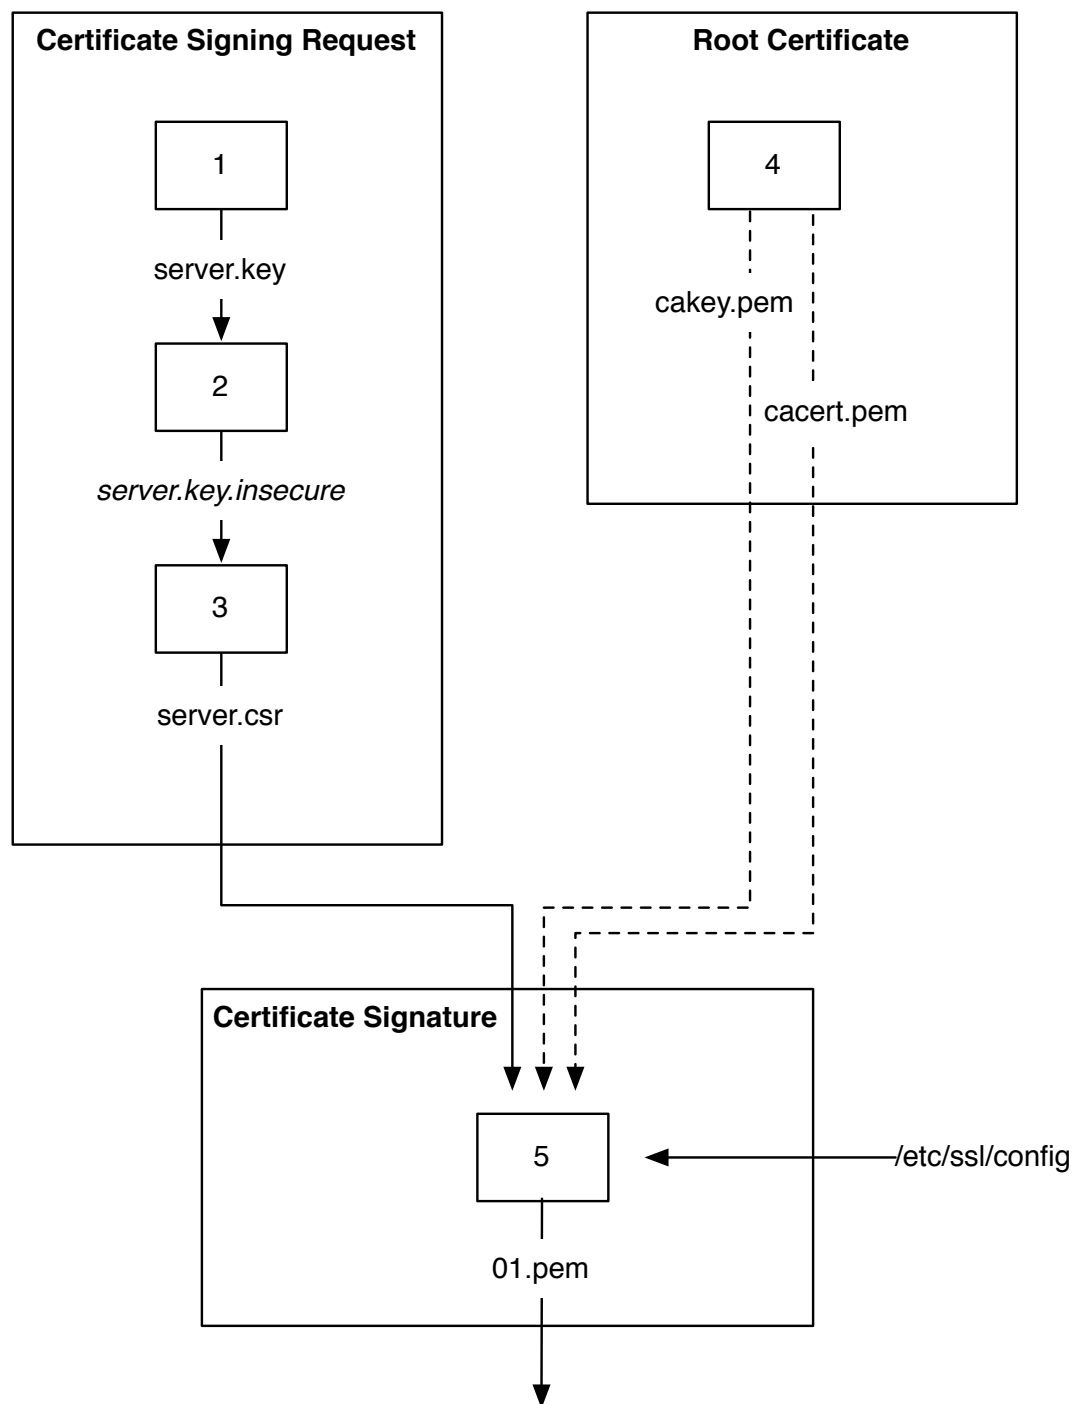 Certificate Signing Request
1
server.key
2
server.key.insecure
3
server.csr
Root Certificate
4
cakey.pem
cacert.pem
Certificate Signature
5
/etc/ssl/config
01.pem